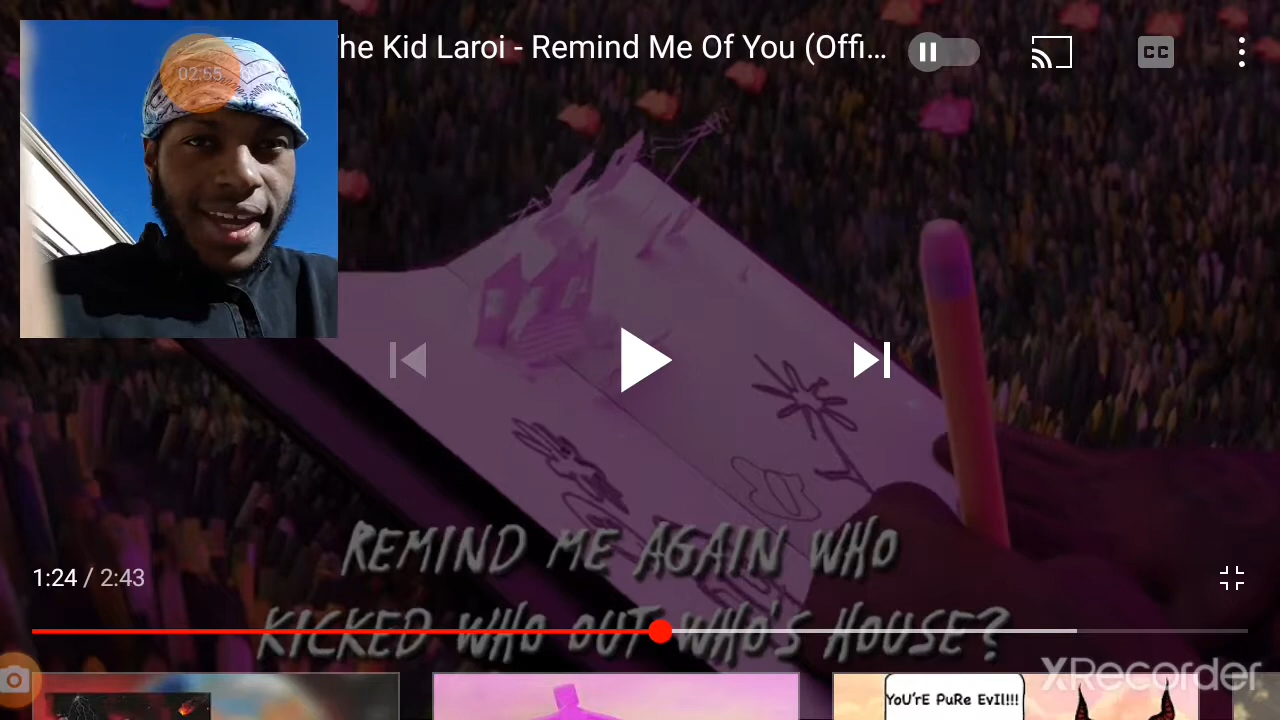 02:55
he Kid Laroi - Remind Me Of You (Offi...
CC
REMIND ME AGAIN WHO
KICKED WHO OUT WHO'S HOUSE?
1:24 / 2:43
XRecorder
YoU'rE PuRe EvIl!!!